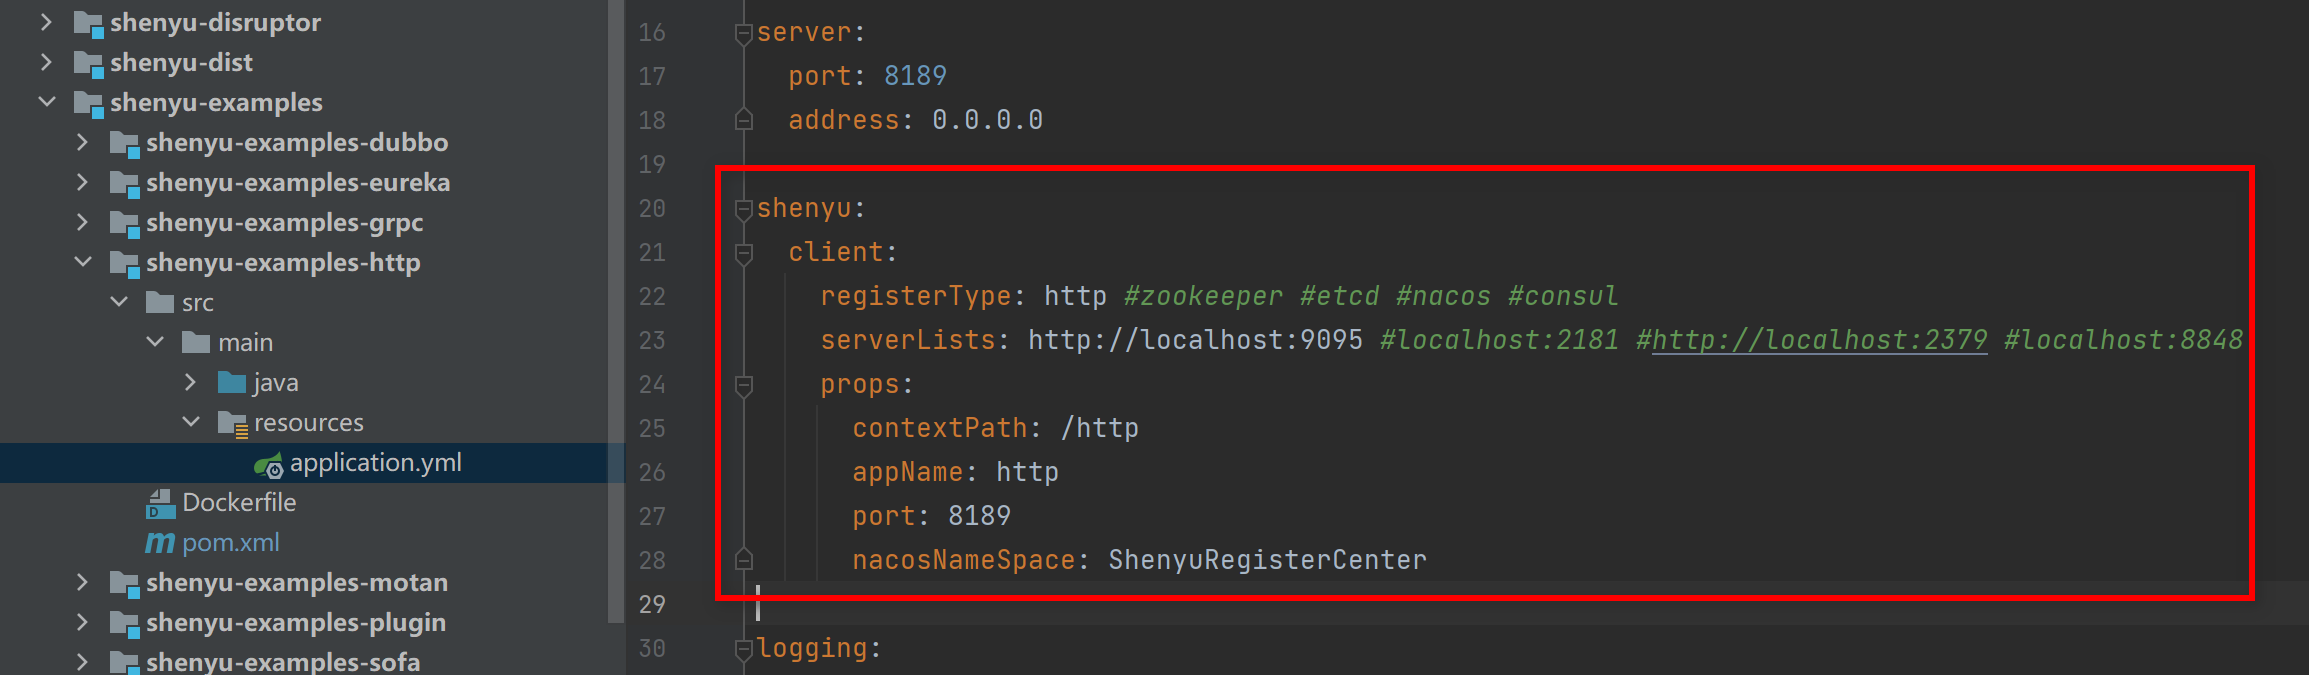 shenyu-disruptor
shenyu-dist
shenyu-examples
shenyu-examples-dubbo
shenyu-examples-eureka
shenyu-examples-grpc
shenyu-examples-http
src
main
java
resources
application.yml
Dockerfile
pom.xml
shenyu-examples-motan
shenyu-examples-plugin
shenyu-examples-sofa
16 server:
17 port: 8189
18 address: 0.0.0.0
19
20 shenyu:
21 client:
22 registerType: http #zookeeper #etcd #nacos #consul
23 serverLists: http://localhost:9095 #localhost:2181 #http://localhost:2379 #localhost:8848
24 props:
25 contextPath: /http
26 appName: http
27 port: 8189
28 nacosNameSpace: ShenyuRegisterCenter
29
30 logging: